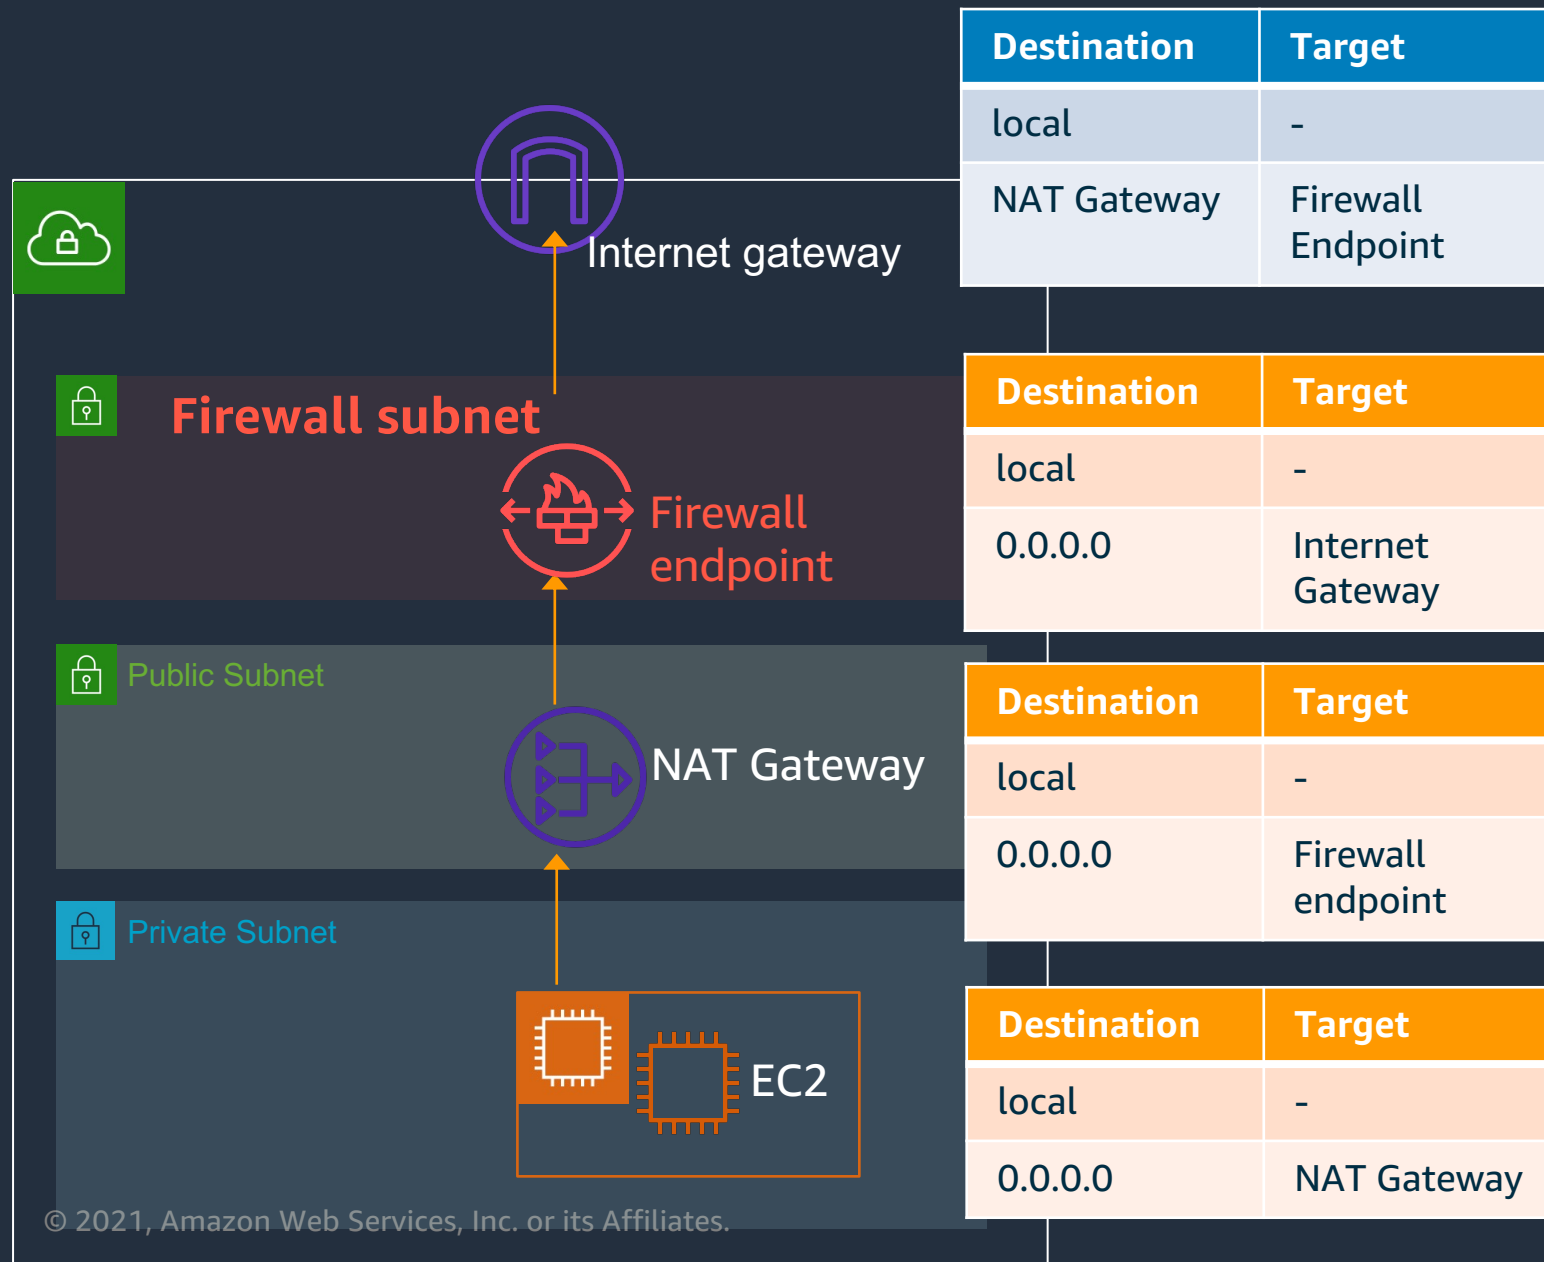 Destination Target
local -
NAT Gateway Firewall
Endpoint
Internet gateway
Firewall subnet
Firewall
endpoint
Destination Target
local -
0.0.0.0 Internet
Gateway
Public Subnet
NAT Gateway
Destination Target
local -
0.0.0.0 Firewall
endpoint
Private Subnet
EC2
Destination Target
local -
0.0.0.0 NAT Gateway
© 2021, Amazon Web Services, Inc. or its Affiliates.